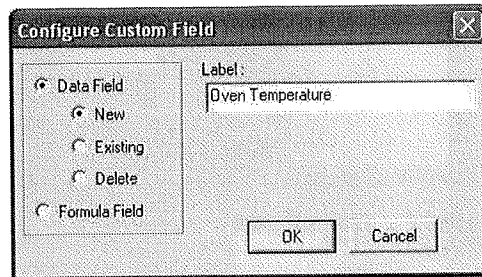 Configure Custom Field
Data Field
New
Existing
Delete
Formula Field
Label:
Oven Temperature
OK
Cancel